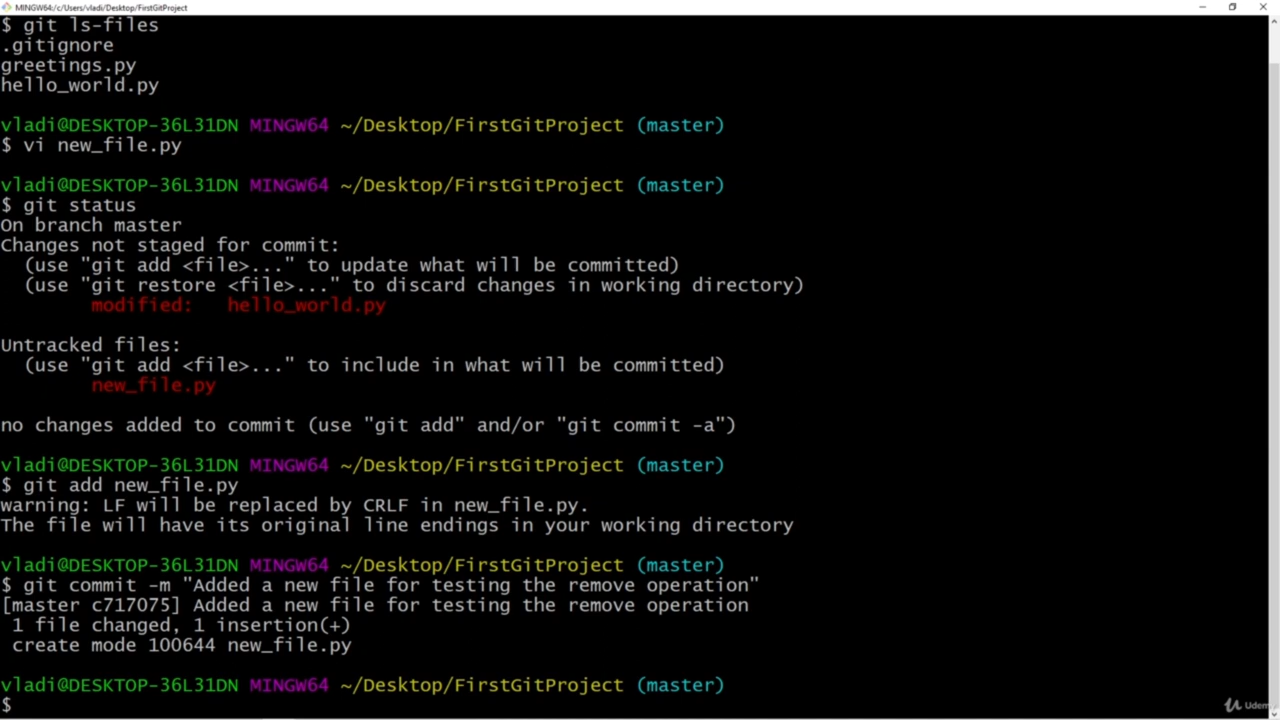 MINGW64:/c/Users/vladi/Desktop/FirstGitProject
$ git ls-files
.gitignore
greetings.py
hello_world.py
vladi@DESKTOP-36L31DN MINGW64 ~/Desktop/FirstGitProject (master)
$ vi new_file.py
vladi@DESKTOP-36L31DN MINGW64 ~/Desktop/FirstGitProject (master)
$ git status
On branch master
Changes not staged for commit:
  (use "git add <file>..." to update what will be committed)
  (use "git restore <file>..." to discard changes in working directory)
        modified:   hello_world.py
Untracked files:
  (use "git add <file>..." to include in what will be committed)
        new_file.py
no changes added to commit (use "git add" and/or "git commit -a")
vladi@DESKTOP-36L31DN MINGW64 ~/Desktop/FirstGitProject (master)
$ git add new_file.py
warning: LF will be replaced by CRLF in new_file.py.
The file will have its original line endings in your working directory
vladi@DESKTOP-36L31DN MINGW64 ~/Desktop/FirstGitProject (master)
$ git commit -m "Added a new file for testing the remove operation"
[master c717075] Added a new file for testing the remove operation
 1 file changed, 1 insertion(+)
 create mode 100644 new_file.py
vladi@DESKTOP-36L31DN MINGW64 ~/Desktop/FirstGitProject (master)
$
Udemy